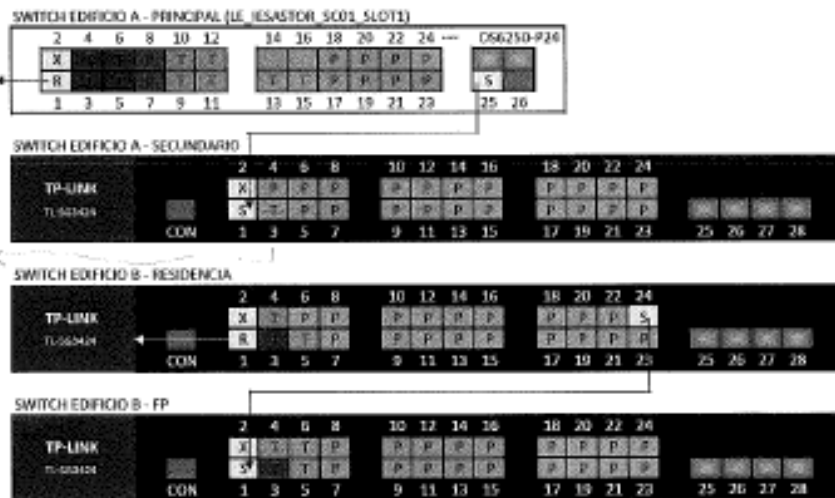 SWITCH EDIFICIO A - PRINCIPAL (LE_IESASTOR_SC01_SLOT1)
2 4 6 8 10 12 14 16 18 20 22 24 --- OS6250-P24
X T T T T P P P P
R T T T T P P P P S
1 3 5 7 9 11 13 15 17 19 21 23 25 26
SWITCH EDIFICIO A - SECUNDARIO
2 4 6 8 10 12 14 16 18 20 22 24
TP-LINK X P P P P P P P P P P P
TL-SG3424 S T P P P P P P P P P P
CON 1 3 5 7 9 11 13 15 17 19 21 23 25 26 27 28
SWITCH EDIFICIO B - RESIDENCIA
2 4 6 8 10 12 14 16 18 20 22 24
TP-LINK X T P P P P P P P P P S
TL-SG3424 R T P P P P P P P P P
CON 1 3 5 7 9 11 13 15 17 19 21 23 25 26 27 28
SWITCH EDIFICIO B - FP
2 4 6 8 10 12 14 16 18 20 22 24
TP-LINK X T T P P P P P P P P P
TL-SG3424 S T P P P P P P P P P
CON 1 3 5 7 9 11 13 15 17 19 21 23 25 26 27 28